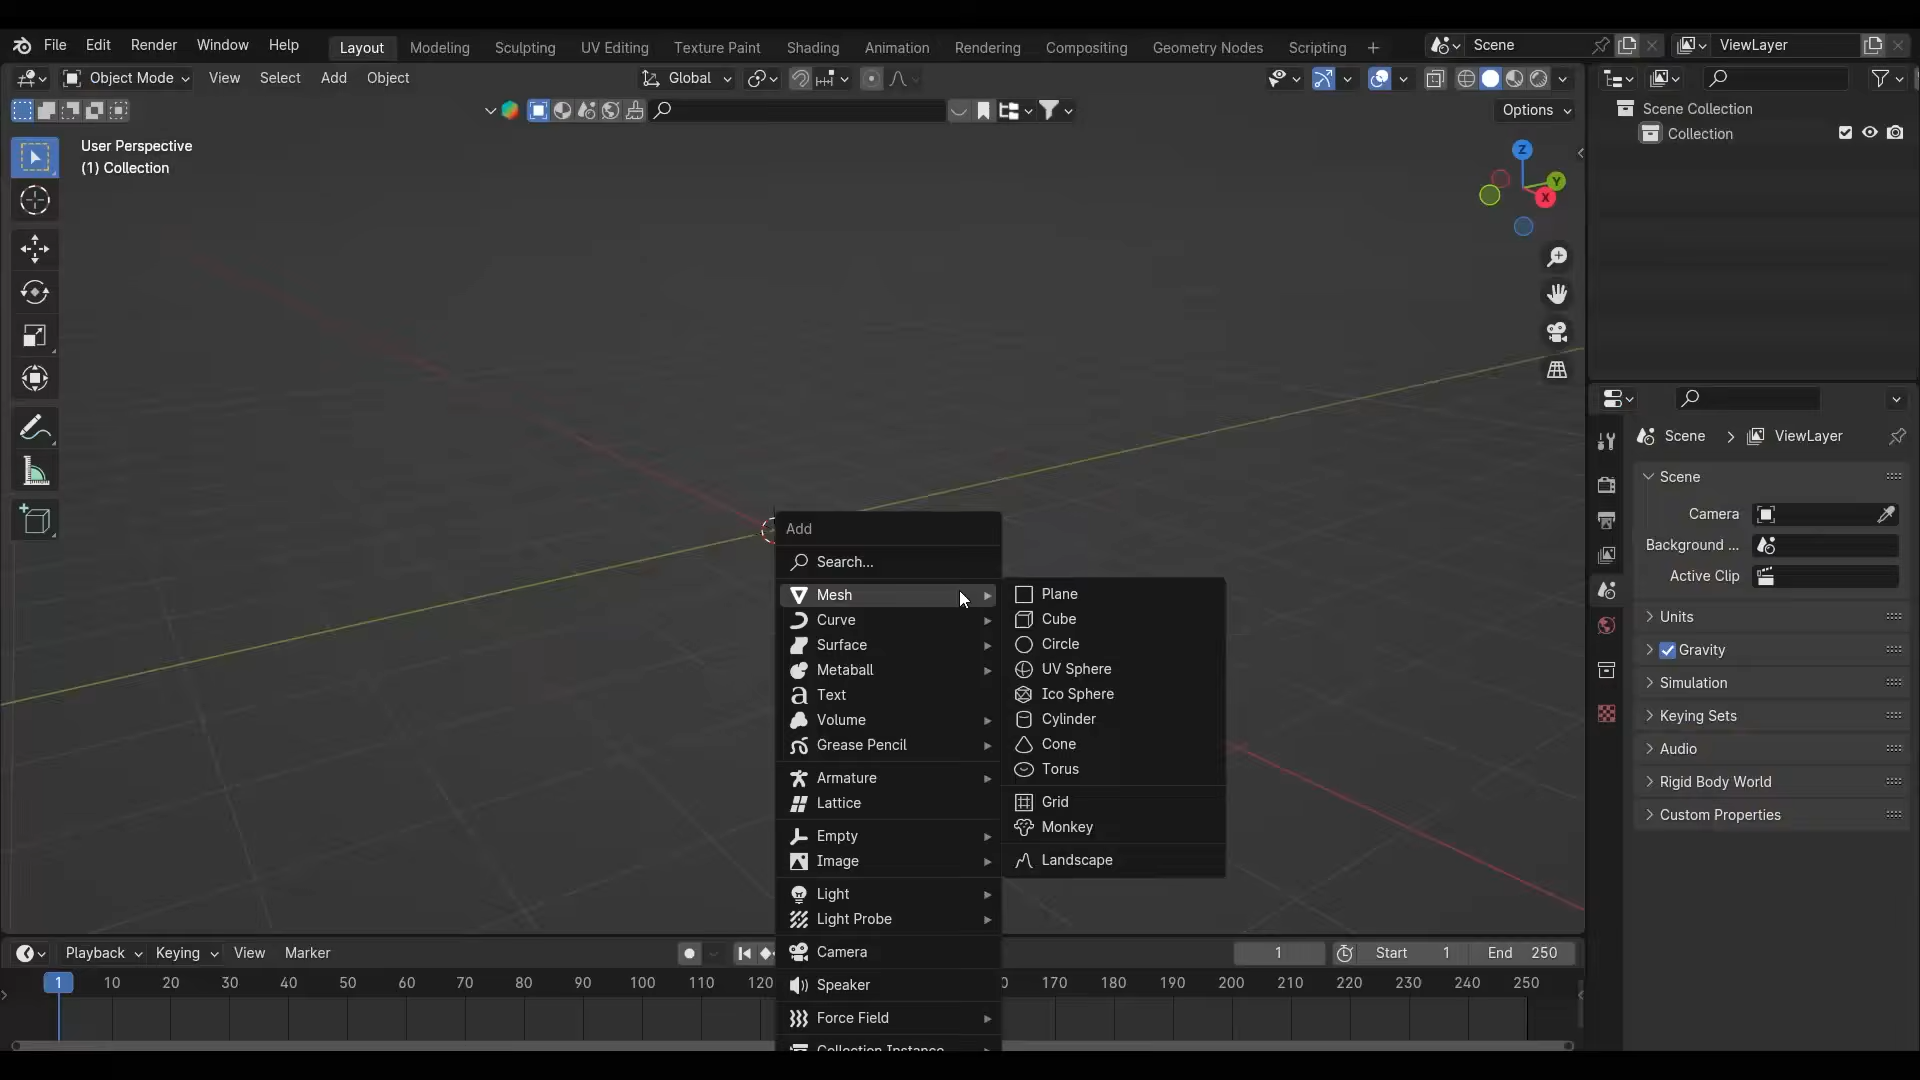 File Edit Render Window Help Layout Modeling Sculpting UV Editing Texture Paint Shading Animation Rendering Compositing Geometry Nodes Scripting + Scene ViewLayer
Object Mode View Select Add Object Global
Options
User Perspective
(1) Collection
Z
Y
X
Scene Collection
Collection
Scene > ViewLayer
Scene
Camera
Background ...
Active Clip
Units
Gravity
Simulation
Keying Sets
Audio
Rigid Body World
Custom Properties
Add
Search...
Mesh
Curve
Surface
Metaball
Text
Volume
Grease Pencil
Armature
Lattice
Empty
Image
Light
Light Probe
Camera
Speaker
Force Field
Collection Instance
Plane
Cube
Circle
UV Sphere
Ico Sphere
Cylinder
Cone
Torus
Grid
Monkey
Landscape
Playback Keying View Marker 1 Start 1 End 250
1 10 20 30 40 50 60 70 80 90 100 110 120 0 170 180 190 200 210 220 230 240 250